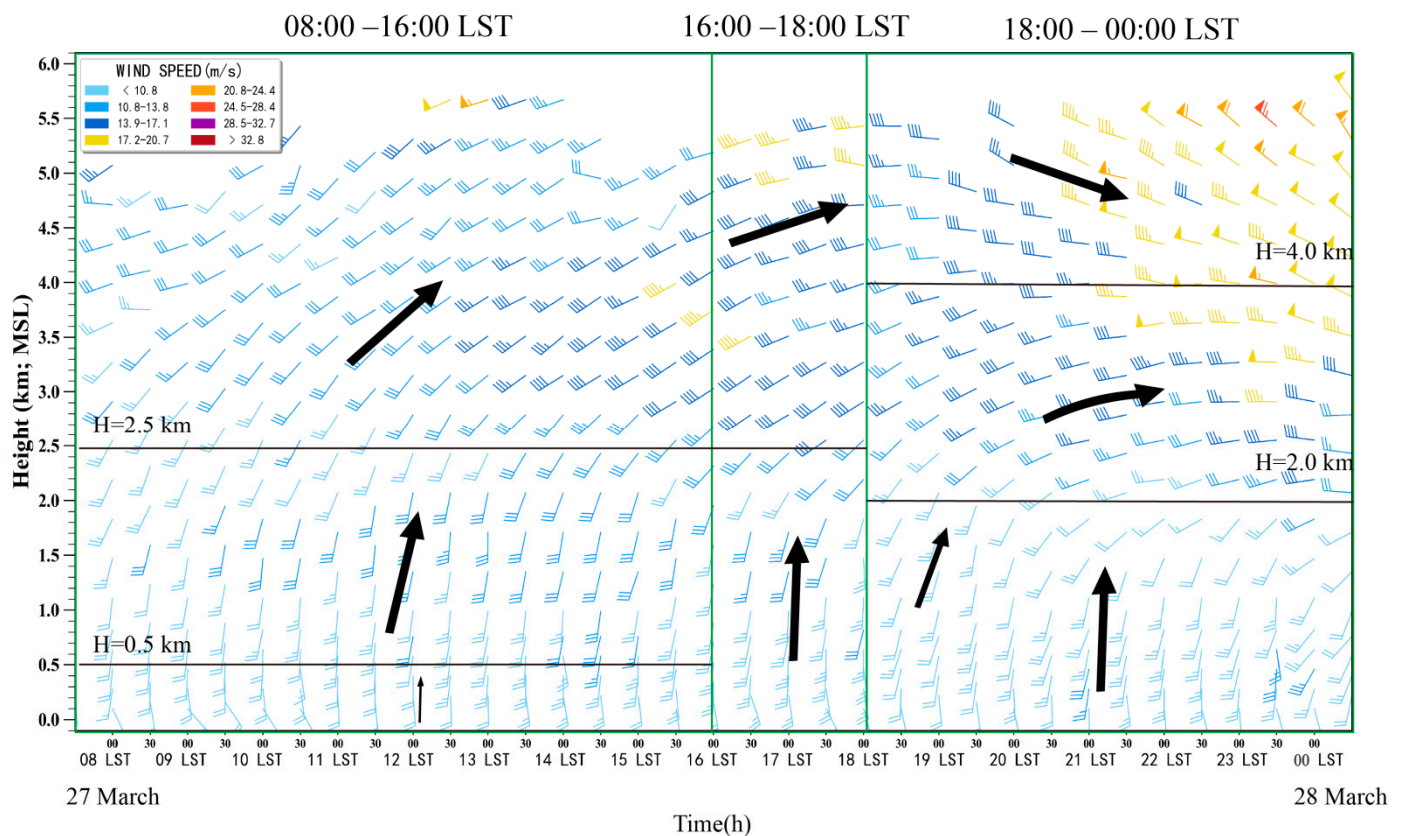 08:00 –16:00 LST 16:00 –18:00 LST 18:00 – 00:00 LST
WIND SPEED(m/s)
< 10.8 20.8-24.4
10.8-13.8 24.5-28.4
13.9-17.1 28.5-32.7
17.2-20.7 > 32.8
Height (km; MSL)
6.0
5.5
5.0
4.5
4.0
3.5
3.0
2.5
2.0
1.5
1.0
0.5
0.0
H=4.0 km
H=2.5 km
H=2.0 km
H=0.5 km
00 30 00 30 00 30 00 30 00 30 00 30 00 30 00 30 00 30 00 30 00 30 00 30 00 30 00 30 00 30 00 30 00
08 LST 09 LST 10 LST 11 LST 12 LST 13 LST 14 LST 15 LST 16 LST 17 LST 18 LST 19 LST 20 LST 21 LST 22 LST 23 LST 00 LST
27 March 28 March
Time(h)